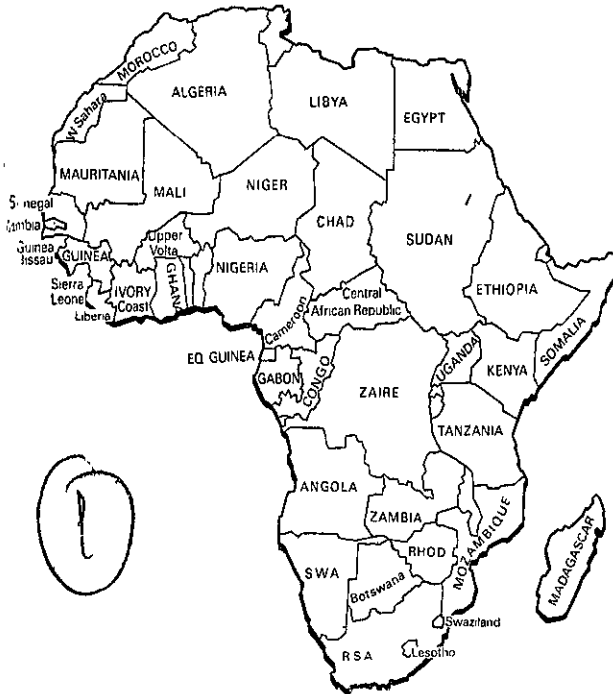 MOROCCO
ALGERIA
LIBYA
EGYPT
W Sahara
MAURITANIA
MALI
NIGER
CHAD
SUDAN
Senegal
Guinea
Bissau
GUINEA
Upper
Volta
NIGERIA
ETHIOPIA
Sierra
Leone
IVORY
Coast
GHANA
Liberia
Cameroon
Central
African Republic
SOMALIA
EQ GUINEA
GABON
CONGO
ZAIRE
UGANDA
KENYA
TANZANIA
ANGOLA
ZAMBIA
MOZAMBIQUE
MADAGASCAR
SWA
RHOD
Botswana
Swaziland
RSA
Lesotho
1